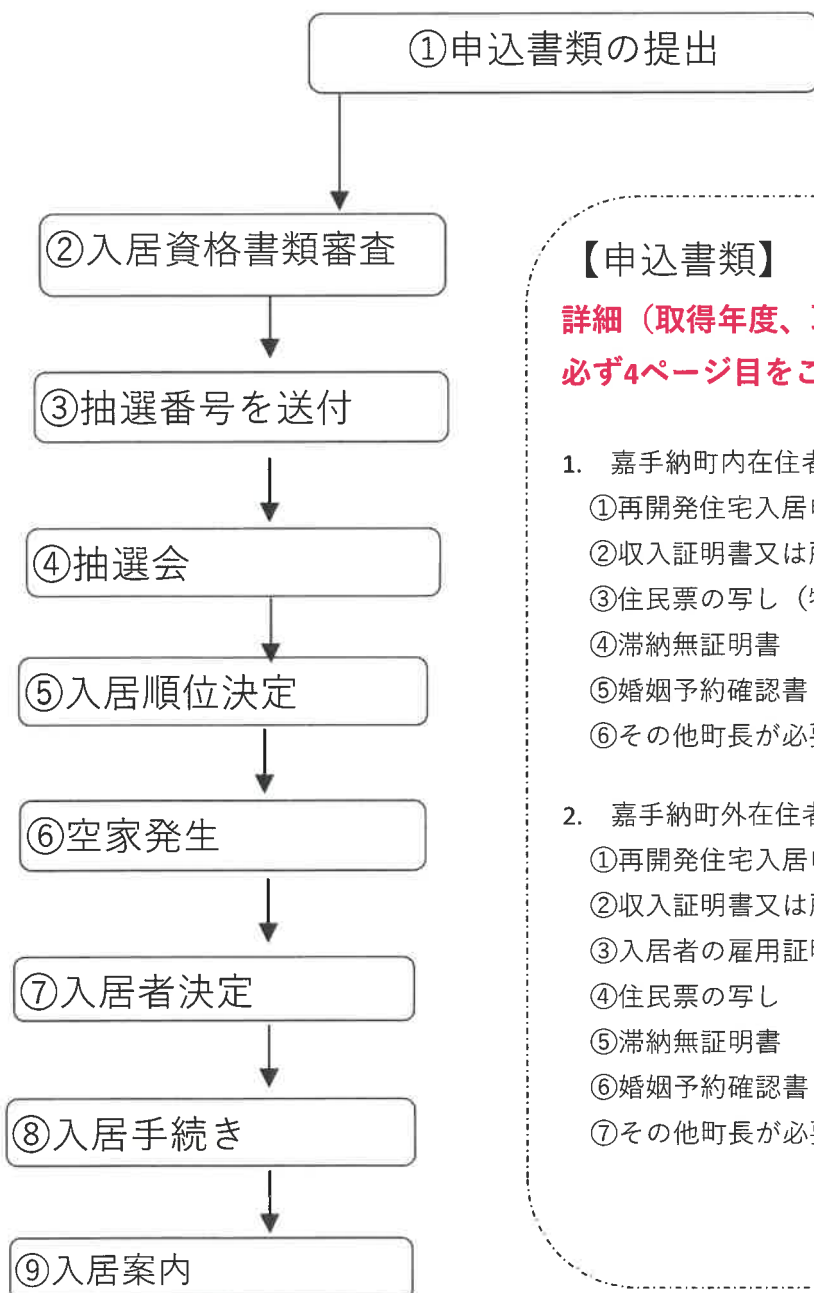 ①申込書類の提出
②入居資格書類審査
③抽選番号を送付
④抽選会
⑤入居順位決定
⑥空家発生
⑦入居者決定
⑧入居手続き
⑨入居案内
【申込書類】
詳細（取得年度、
必ず4ページ目をご
1. 嘉手納町内在住者
①再開発住宅入居申
②収入証明書又は所
③住民票の写し（
④滞納無証明書
⑤婚姻予約確認書
⑥その他町長が必要
2. 嘉手納町外在住者
①再開発住宅入居申
②収入証明書又は所
③入居者の雇用証明
④住民票の写し
⑤滞納無証明書
⑥婚姻予約確認書
⑦その他町長が必要